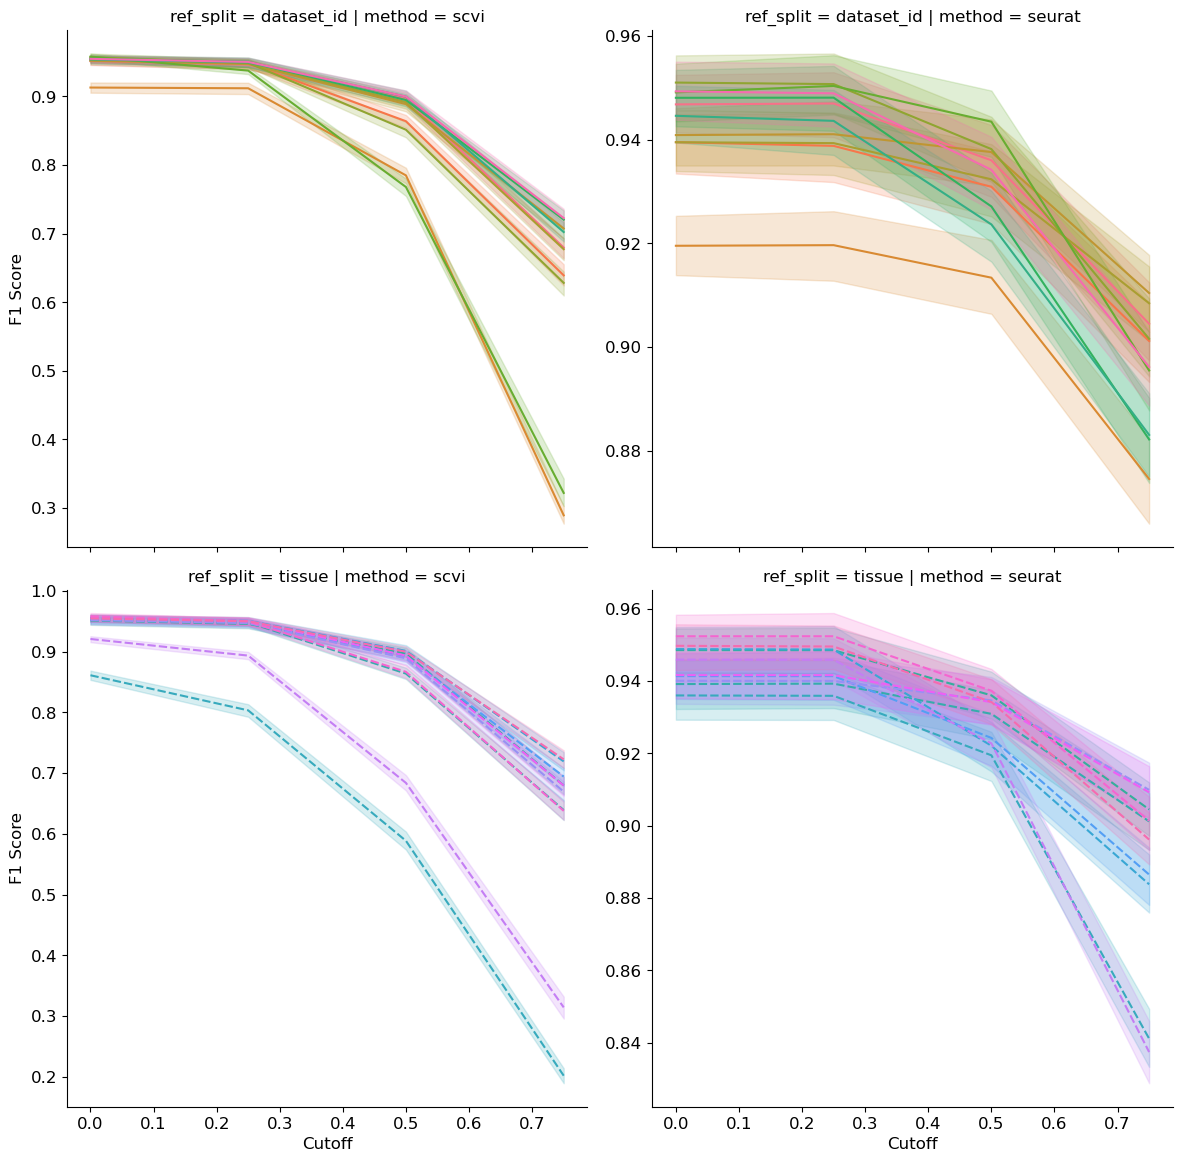 ref_split = dataset_id | method = scvi
ref_split = dataset_id | method = seurat
0.9
0.8
0.7
0.6
0.5
0.4
0.3
F1 Score
0.96
0.94
0.92
0.90
0.88
ref_split = tissue | method = scvi
ref_split = tissue | method = seurat
1.0
0.9
0.8
0.7
0.6
0.5
0.4
0.3
0.2
F1 Score
0.0 0.1 0.2 0.3 0.4 0.5 0.6 0.7
Cutoff
0.96
0.94
0.92
0.90
0.88
0.86
0.84
0.0 0.1 0.2 0.3 0.4 0.5 0.6 0.7
Cutoff